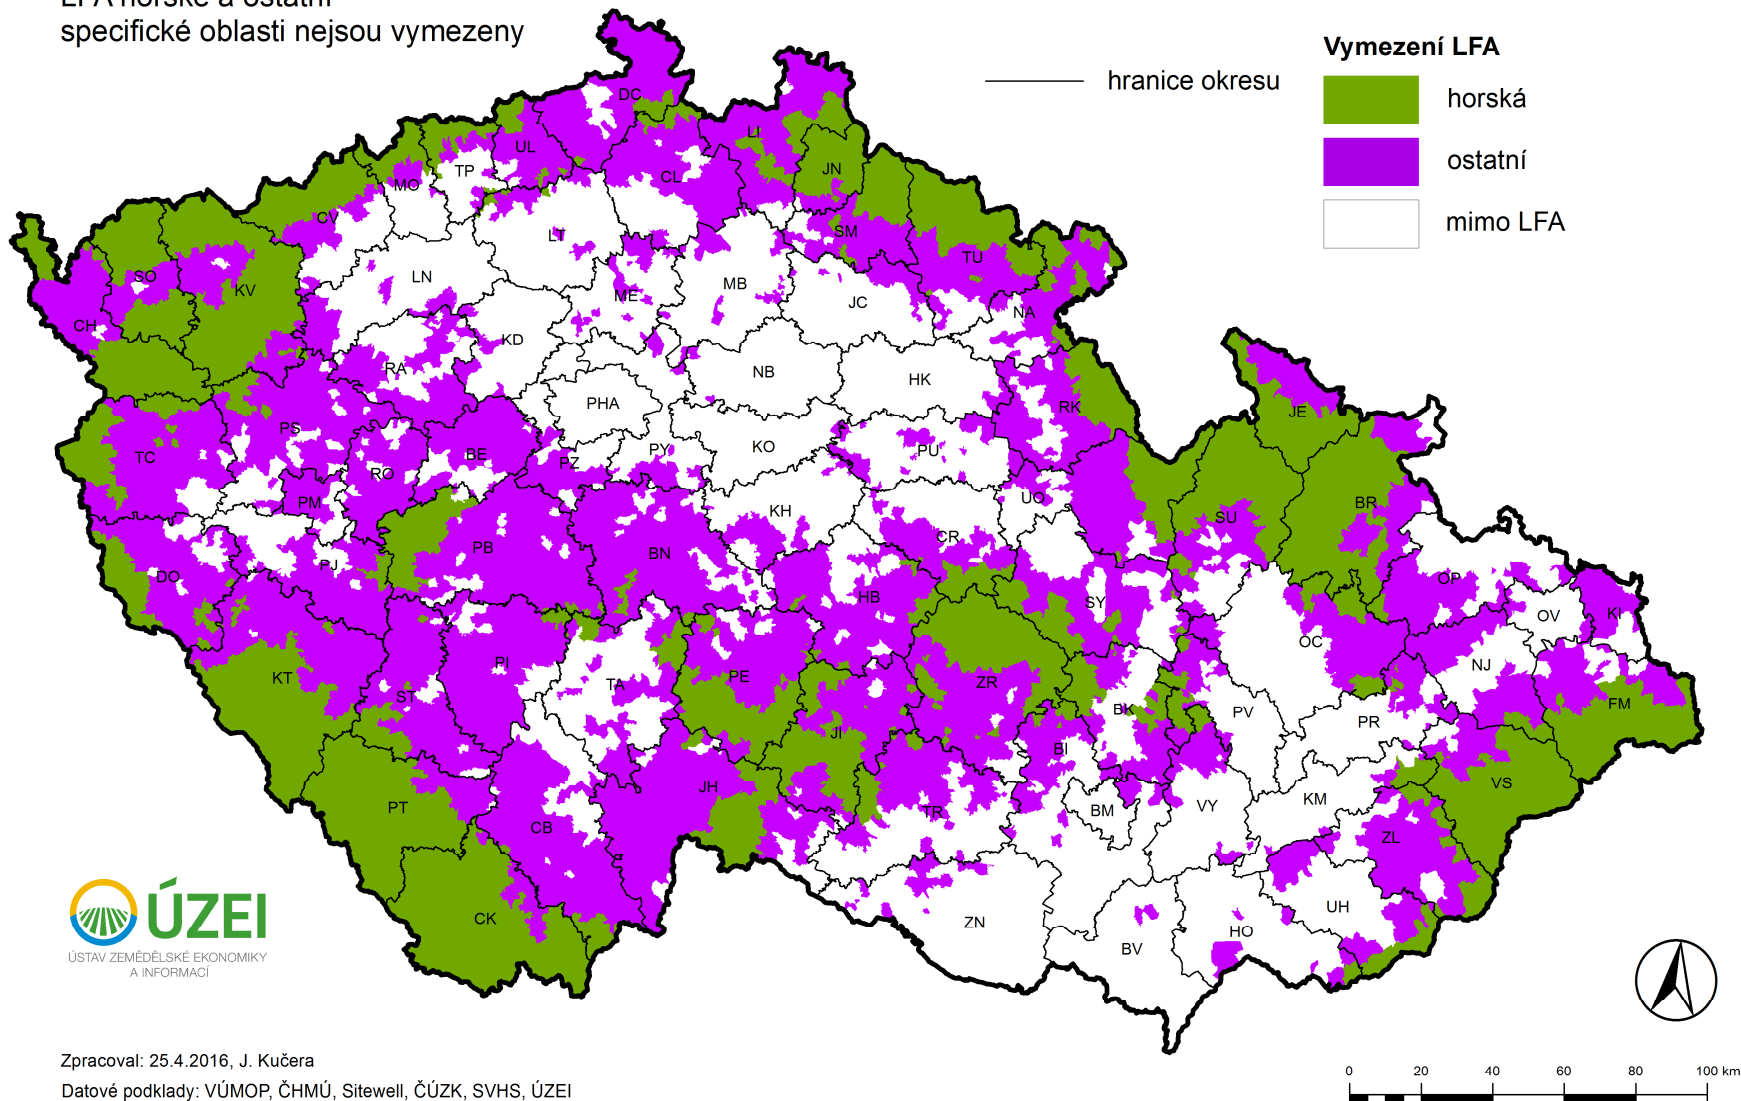 LFA horské a ostatní
specifické oblasti nejsou vymezeny
hranice okresu
Vymezení LFA
horská
ostatní
mimo LFA
DC
LI
UL
TP
MO
CL
JN
CV
LT
SM
TU
SO
KV
LN
ME
MB
JC
NA
CH
KD
RA
NB
HK
PHA
RK
JE
PS
TC
BE
PZ
PY
KO
PU
RO
PM
KH
UO
BR
SU
CR
PB
BN
PJ
DO
HB
SY
OP
OV
KI
OC
PI
KT
ST
TA
PE
ZR
NJ
FM
BK
PV
PR
JI
BI
JH
VS
PT
CB
TR
BM
VY
KM
ZL
CK
ZN
BV
HO
UH
ÚZEI
ÚSTAV ZEMĚDĚLSKÉ EKONOMIKY
A INFORMACÍ
Zpracoval: 25.4.2016, J. Kučera
Datové podklady: VÚMOP, ČHMÚ, Sitewell, ČÚZK, SVHS, ÚZEI
0 20 40 60 80 100 km